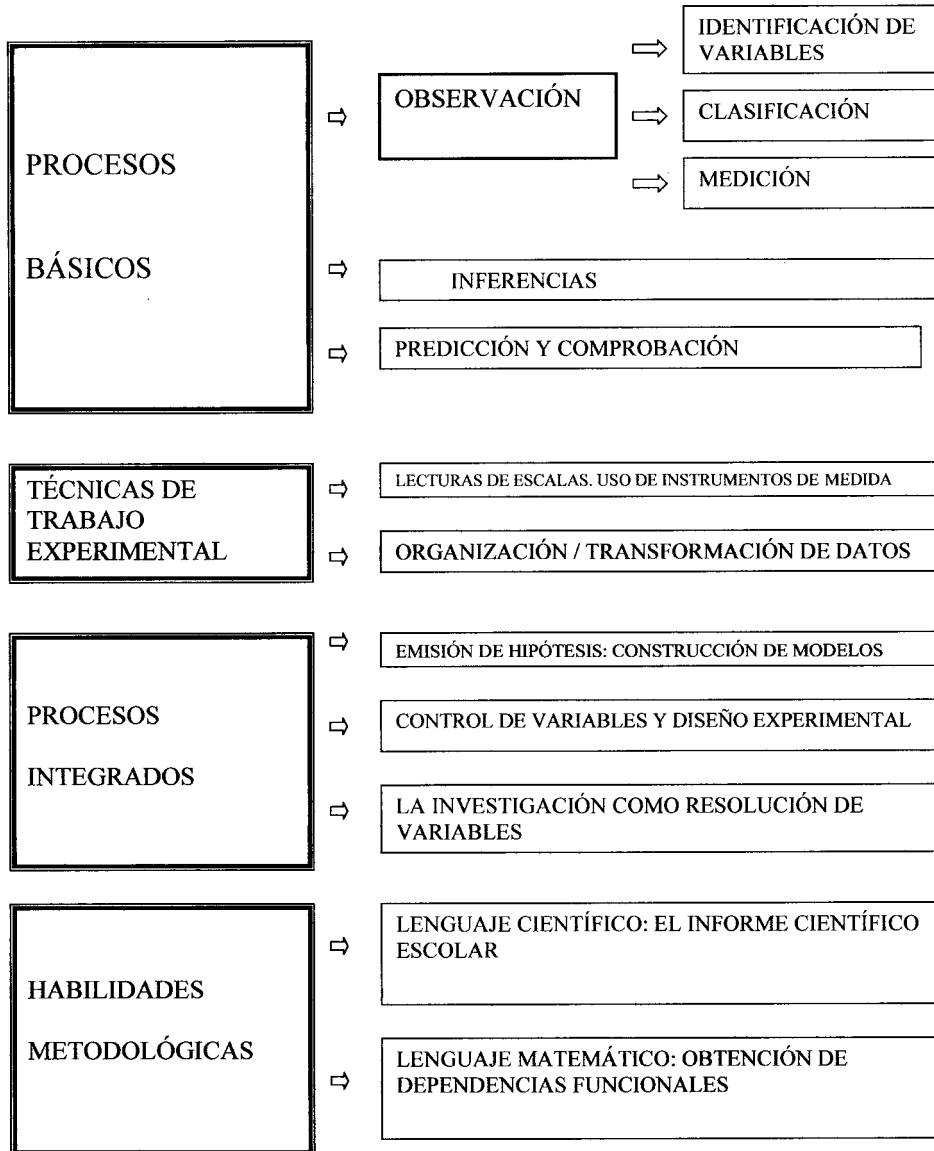 PROCESOS
BÁSICOS
OBSERVACIÓN
IDENTIFICACIÓN DE
VARIABLES
CLASIFICACIÓN
MEDICIÓN
INFERENCIAS
PREDICCIÓN Y COMPROBACIÓN
TÉCNICAS DE
TRABAJO
EXPERIMENTAL
LECTURAS DE ESCALAS. USO DE INSTRUMENTOS DE MEDIDA
ORGANIZACIÓN / TRANSFORMACIÓN DE DATOS
PROCESOS
INTEGRADOS
EMISIÓN DE HIPÓTESIS: CONSTRUCCIÓN DE MODELOS
CONTROL DE VARIABLES Y DISEÑO EXPERIMENTAL
LA INVESTIGACIÓN COMO RESOLUCIÓN DE
VARIABLES
HABILIDADES
METODOLÓGICAS
LENGUAJE CIENTÍFICO: EL INFORME CIENTÍFICO
ESCOLAR
LENGUAJE MATEMÁTICO: OBTENCIÓN DE
DEPENDENCIAS FUNCIONALES